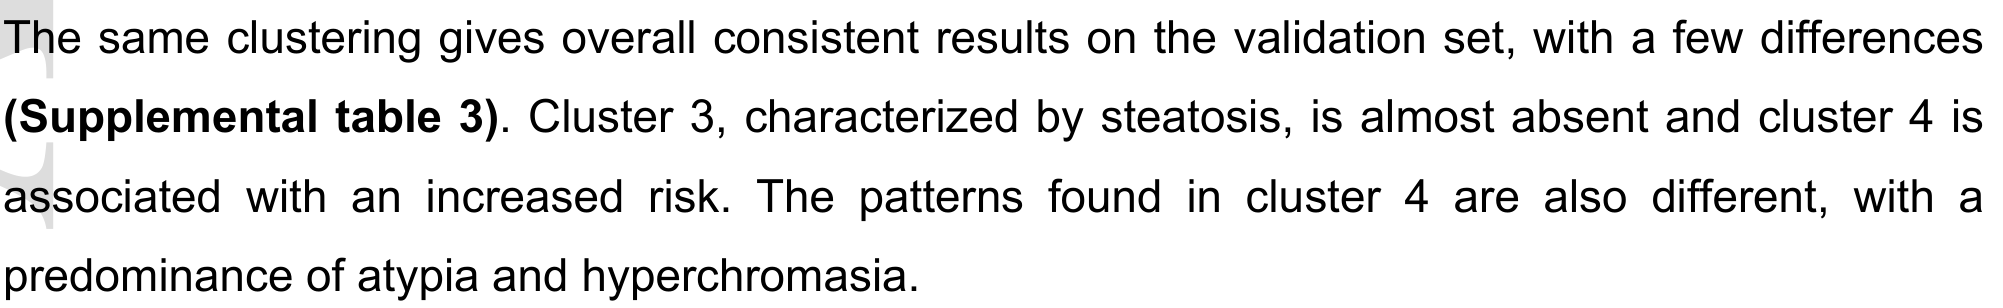 The same clustering gives overall consistent results on the validation set, with a few differences
(Supplemental table 3). Cluster 3, characterized by steatosis, is almost absent and cluster 4 is
associated with an increased risk. The patterns found in cluster 4 are also different, with a
predominance of atypia and hyperchromasia.